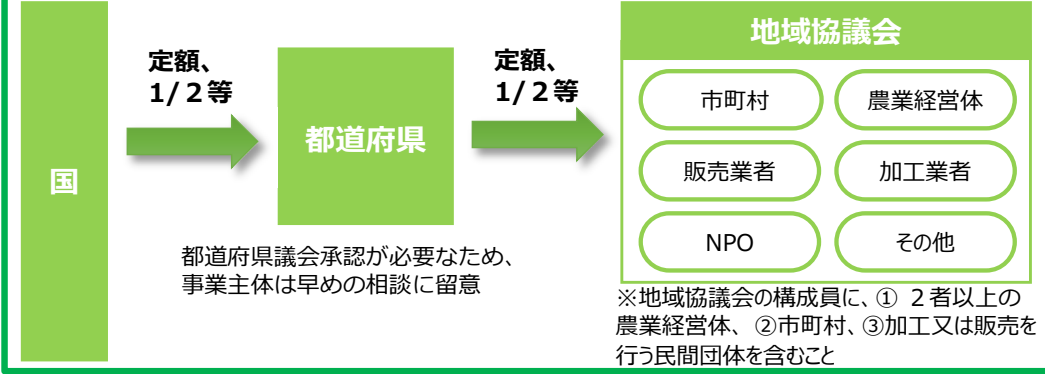 国
定額、
1/２等
都道府県
定額、
1/２等
都道府県議会承認が必要なため、
事業主体は早めの相談に留意
地域協議会
市町村
農業経営体
販売業者
加工業者
NPO
その他
※地域協議会の構成員に、① ２者以上の
農業経営体、②市町村、③加工又は販売を
行う民間団体を含むこと